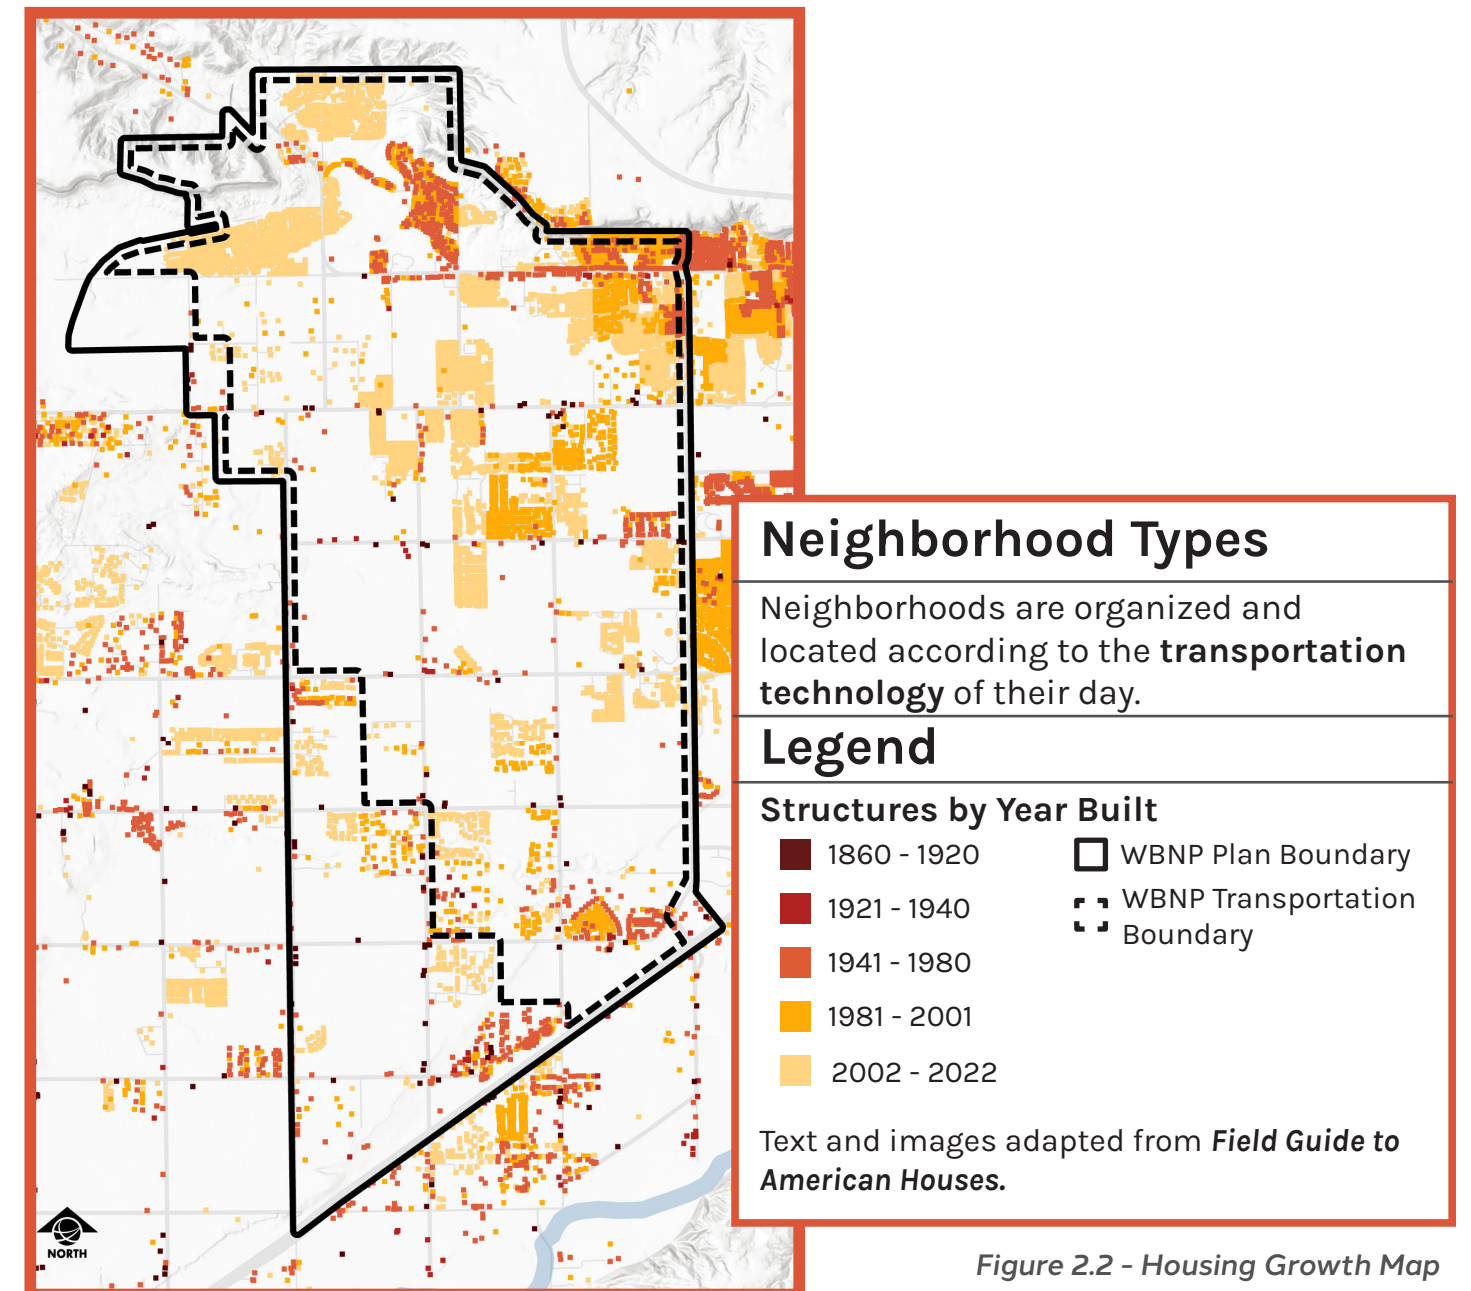 Neighborhood Types
Neighborhoods are organized and
located according to the transportation
technology of their day.
Legend
Structures by Year Built
1860 - 1920
1921 - 1940
1941 - 1980
1981 - 2001
2002 - 2022
WBNP Plan Boundary
WBNP Transportation
Boundary
Text and images adapted from Field Guide to
American Houses.
NORTH
Figure 2.2 - Housing Growth Map